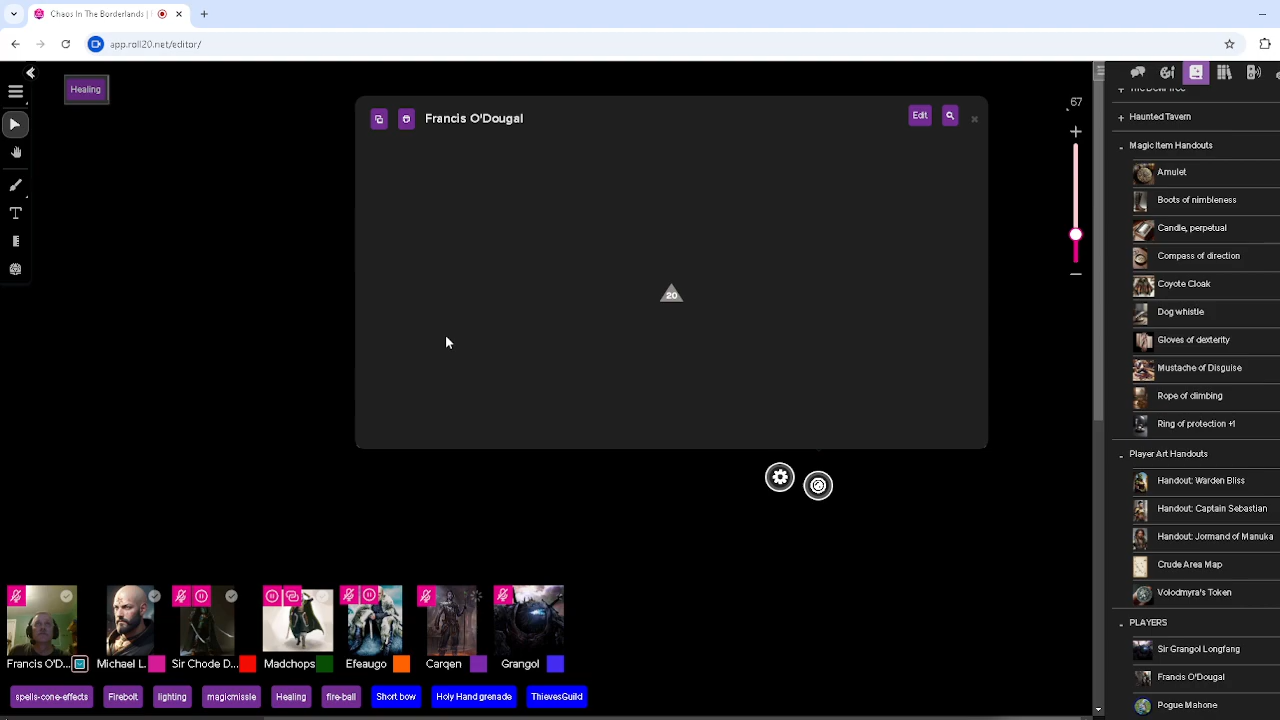 Chaos In The Borderlands |
app.roll20.net/editor/
Healing
Francis O'Dougal
Edit
20
67
Haunted Tavern
Magic Item Handouts
Amulet
Boots of nimbleness
Candle, perpetual
Compass of direction
Coyote Cloak
Dog whistle
Gloves of dexterity
Mustache of Disguise
Rope of climbing
Ring of protection +1
Player Art Handouts
Handout: Warden Bliss
Handout: Captain Sebastian
Handout: Jormand of Manuka
Crude Area Map
Volodmyra's Token
PLAYERS
Sir Grangol Longfang
Francis O'Dougal
Pogue Mahone
Francis O'D...
Michael L.
Sir Chode D...
Madchops
Efeaugo
Cargen
Grangol
spells-cone-effects
Firebolt
lighting
magicmissle
Healing
fire-ball
Short bow
Holy Hand grenade
ThievesGuild